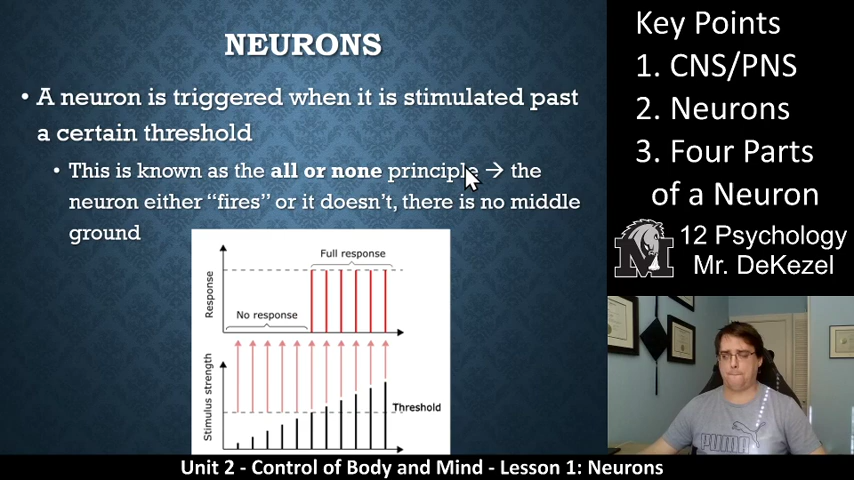 NEURONS
• A neuron is triggered when it is stimulated past
a certain threshold
• This is known as the all or none principle → the
neuron either “fires” or it doesn’t, there is no middle
ground
Full response
Response
No response
Stimulus strength
Threshold
Key Points
1. CNS/PNS
2. Neurons
3. Four Parts
of a Neuron
M
12 Psychology
Mr. DeKezel
PUMA
Unit 2 - Control of Body and Mind - Lesson 1: Neurons